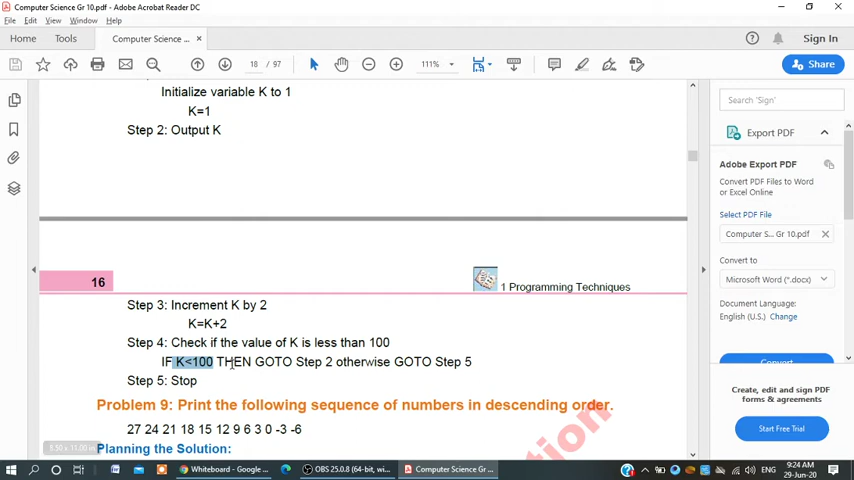 Computer Science Gr 10.pdf - Adobe Acrobat Reader DC
File Edit View Window Help
Home Tools Computer Science ... × Sign In
18 / 97 111% Share
Initialize variable K to 1
K=1
Step 2: Output K
16 1 Programming Techniques
Step 3: Increment K by 2
K=K+2
Step 4: Check if the value of K is less than 100
IF K<100 THEN GOTO Step 2 otherwise GOTO Step 5
Step 5: Stop
Problem 9: Print the following sequence of numbers in descending order.
27 24 21 18 15 12 9 6 3 0 -3 -6
8.50 x 11.00 in
Planning the Solution:
tion
Search 'Sign'
Export PDF
Adobe Export PDF
Convert PDF Files to Word
or Excel Online
Select PDF File
Computer S... Gr 10.pdf
Convert to
Microsoft Word (*.docx)
Document Language:
English (U.S.) Change
Convert
Create, edit and sign PDF
forms & agreements
Start Free Trial
Whiteboard - Google ...
OBS 25.0.8 (64-bit, w...
Computer Science Gr ...
ENG
9:24 AM
29-Jun-20